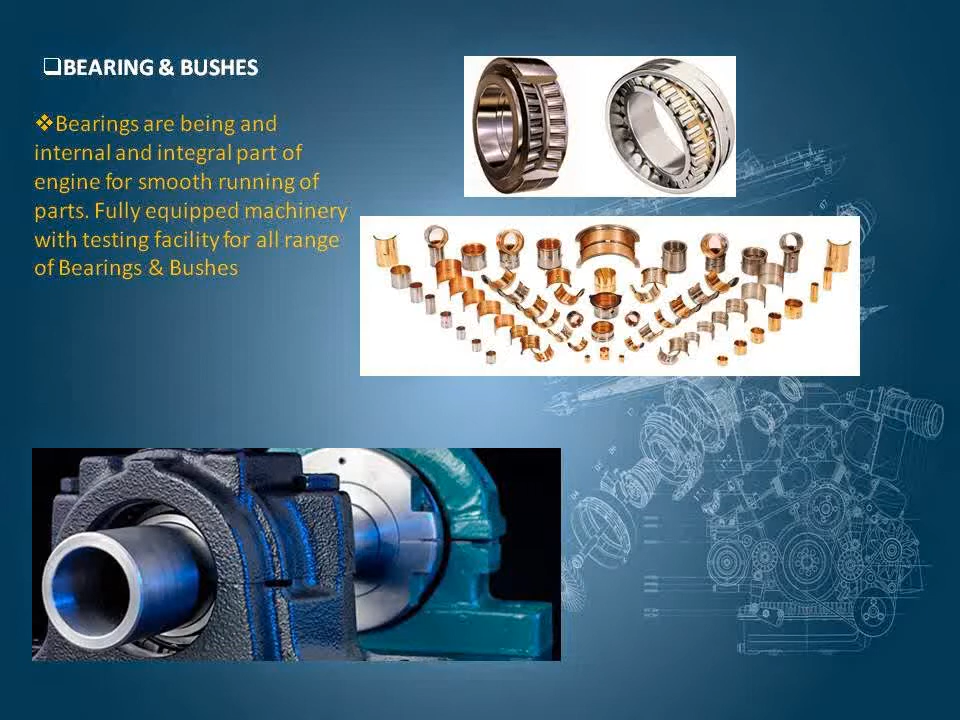 ❑BEARING & BUSHES
❖Bearings are being and
internal and integral part of
engine for smooth running of
parts. Fully equipped machinery
with testing facility for all range
of Bearings & Bushes